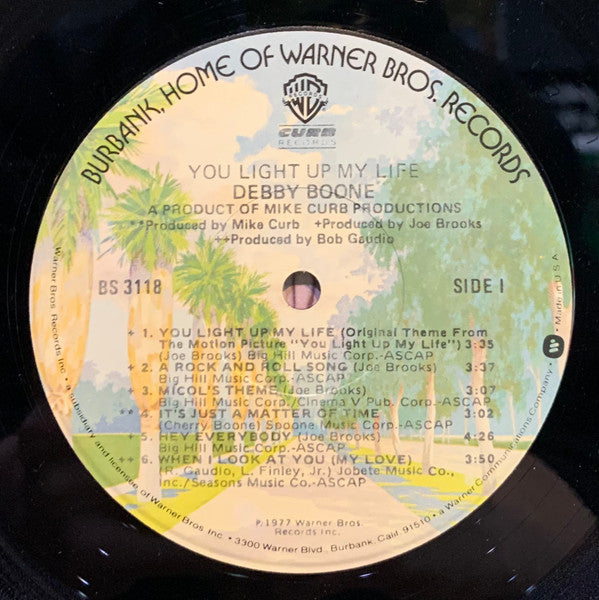 BURBANK, HOME OF WARNER BROS. RECORDS
WB
RECORDS
CURB
RECORDS
YOU LIGHT UP MY LIFE
DEBBY BOONE
A PRODUCT OF MIKE CURB PRODUCTIONS
**Produced by Mike Curb +Produced by Joe Brooks
++Produced by Bob Gaudio
BS 3118
SIDE 1
+ 1. YOU LIGHT UP MY LIFE (Original Theme From
The Motion Picture "You Light Up My Life") 3:35
(Joe Brooks) Big Hill Music Corp.-ASCAP
+ 2. A ROCK AND ROLL SONG (Joe Brooks) 3:37
Big Hill Music Corp.-ASCAP
+ 3. MICOL'S THEME (Joe Brooks) 3:07
Big Hill Music Corp./Cinema V Pub. Corp.-ASCAP
** 4. IT'S JUST A MATTER OF TIME 3:02
(Cherry Boone) Spoone Music Corp.-ASCAP
+ 5. HEY EVERYBODY (Joe Brooks) 4:26
Big Hill Music Corp.-ASCAP
++ 6. WHEN I LOOK AT YOU (MY LOVE) 3:50
(R. Gaudio, L. Finley, Jr.) Jobete Music Co.,
Inc./Seasons Music Co.-ASCAP
℗ 1977 Warner Bros.
Records Inc.
Warner Bros. Records Inc. • a subsidiary and licensee of Warner Bros. Inc. • 3300 Warner Blvd., Burbank, Calif. 91510 • a Warner Communications Company • Made in U.S.A.